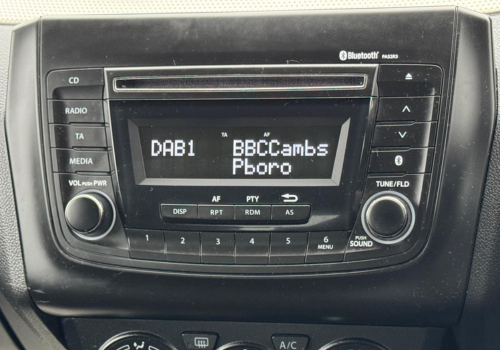 Bluetooth PA52R3
CD
RADIO
TA
MEDIA
VOL PUSH PWR
TA AF
DAB1 BBCCambs
Pboro
AF PTY
DISP RPT RDM AS
1 2 3 4 5 6
MENU
TUNE/FLD
PUSH
SOUND
A/C